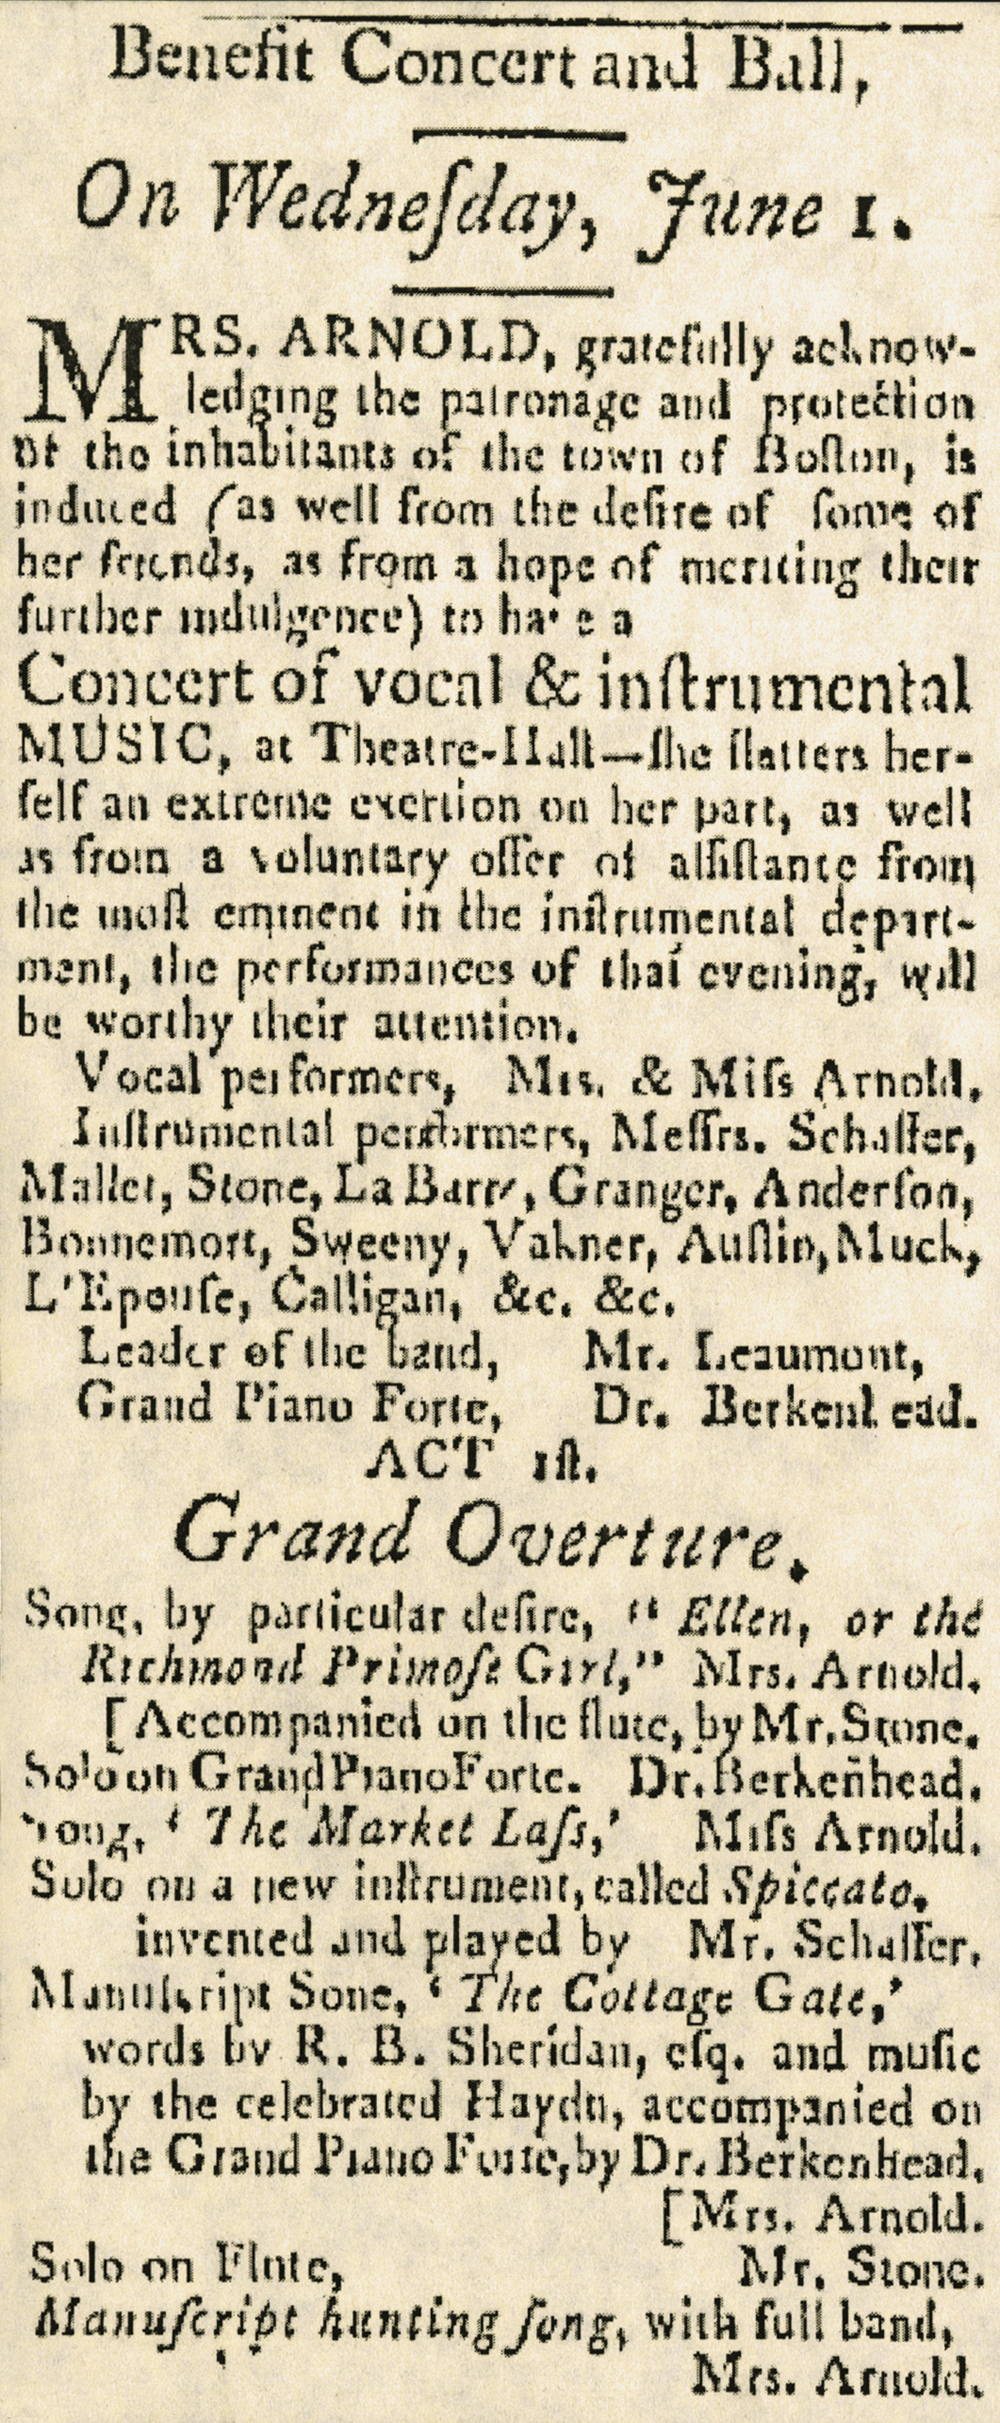 Benefit Concert and Ball,
On Wedneſday, June 1.
MRS. ARNOLD, gratefully acknow-
ledging the patronage and protection
of the inhabitants of the town of Boſton, is
induced (as well from the deſire of ſome of
her friends, as from a hope of meriting their
further indulgence) to have a
Concert of vocal & inſtrumental
MUSIC, at Theatre-Hall—ſhe flatters her-
ſelf an extreme exertion on her part, as well
as from a voluntary offer of aſſiſtance from
the moſt eminent in the inſtrumental depart-
ment, the performances of that evening, will
be worthy their attention.
Vocal performers, Mrs. & Miſs Arnold.
Inſtrumental performers, Meſſrs. Schaffer,
Mallet, Stone, La Barre, Granger, Anderſon,
Bonnemort, Sweeny, Vakner, Auſtin, Muck,
L'Epouſe, Calligan, &c. &c.
Leader of the band, Mr. Leaumont,
Grand Piano Forte, Dr. Berkenhead.
ACT 1ſt.
Grand Overture.
Song, by particular deſire, "Ellen, or the
Richmond Primoſe Girl," Mrs. Arnold.
[Accompanied on the flute, by Mr. Stone.
Solo on Grand Piano Forte. Dr. Berkenhead.
Song, 'The Market Laſs,' Miſs Arnold.
Solo on a new inſtrument, called Spiccato,
invented and played by Mr. Schaffer.
Manuſcript Song, 'The Cottage Gate,'
words by R. B. Sheridan, eſq. and muſic
by the celebrated Haydn, accompanied on
the Grand Piano Forte, by Dr. Berkenhead.
[Mrs. Arnold.
Solo on Flute, Mr. Stone.
Manuſcript hunting ſong, with full band,
Mrs. Arnold.